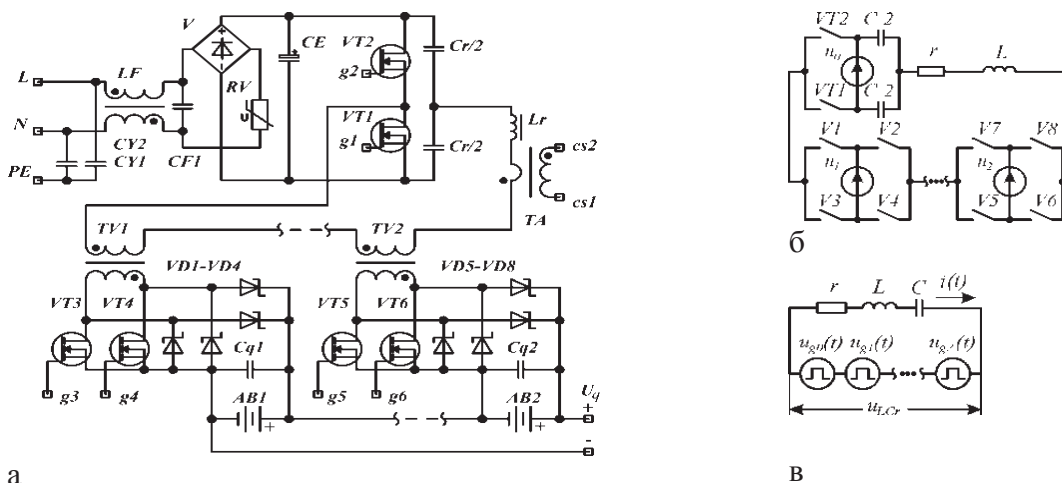 V
CE
VT2
Cr/2
g2
L
LF
RV
U
VT1
g1
Cr/2
Lr
N
CY2
CY1
CF1
PE
cs2
cs1
TA
TV1
TV2
VD1-VD4
VD5-VD8
VT3
VT4
VT5
VT6
Cq1
Cq2
g3
g4
g5
g6
AB1
+
AB2
+
Uq
+
-
а
VT2
C 2
r
L
VT1
C 2
V1
V2
V7
V8
u1
u2
V3
V4
V5
V6
б
r
L
C
i(t)
ug0(t)
ug1(t)
uLCr
в